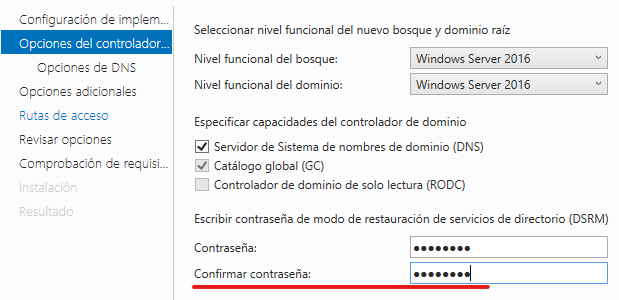 Configuración de implem...
Opciones del controlador...
Opciones de DNS
Opciones adicionales
Rutas de acceso
Revisar opciones
Comprobación de requisi...
Instalación
Resultado
Seleccionar nivel funcional del nuevo bosque y dominio raíz
Nivel funcional del bosque: Windows Server 2016
Nivel funcional del dominio: Windows Server 2016
Especificar capacidades del controlador de dominio
Servidor de Sistema de nombres de dominio (DNS)
Catálogo global (GC)
Controlador de dominio de solo lectura (RODC)
Escribir contraseña de modo de restauración de servicios de directorio (DSRM)
Contraseña: ●●●●●●●●
Confirmar contraseña: ●●●●●●●●